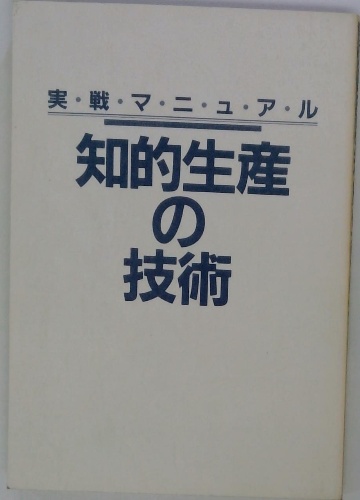 実・戦・マ・ニ・ュ・ア・ル
知的生産
の
技術